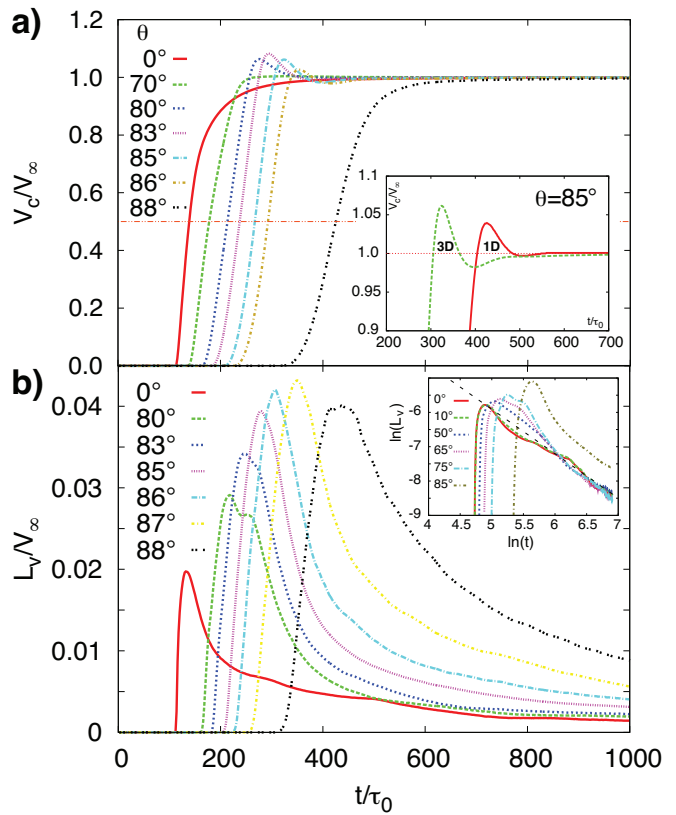 a)
θ
0°
70°
80°
83°
85°
86°
88°
1.0
0.8
0.6
0.4
0.2
0.0
V_c/V_∞
V_c/V_∞
θ=85°
1.1
1.05
1.0
0.95
0.9
3D
1D
t/τ_0
200 300 400 500 600 700
b)
0°
80°
83°
85°
86°
87°
88°
0.04
0.03
0.02
0.01
0
L_v/V_∞
0°
10°
50°
65°
75°
85°
ln(L_v)
-6
-7
-8
-9
4 4.5 5 5.5 6 6.5 7
ln(t)
0 200 400 600 800 1000
t/τ_0